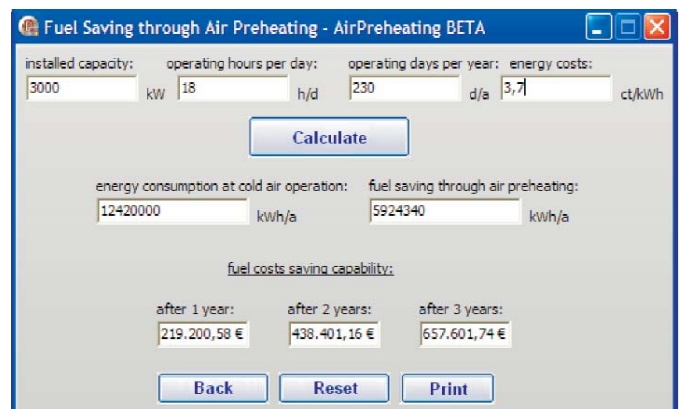 Fuel Saving through Air Preheating - AirPreheating BETA
installed capacity: operating hours per day: operating days per year: energy costs:
3000 kW 18 h/d 230 d/a 3,7 ct/kWh
Calculate
energy consumption at cold air operation: fuel saving through air preheating:
12420000 kWh/a 5924340 kWh/a
fuel costs saving capability:
after 1 year: after 2 years: after 3 years:
219.200,58 € 438.401,16 € 657.601,74 €
Back Reset Print